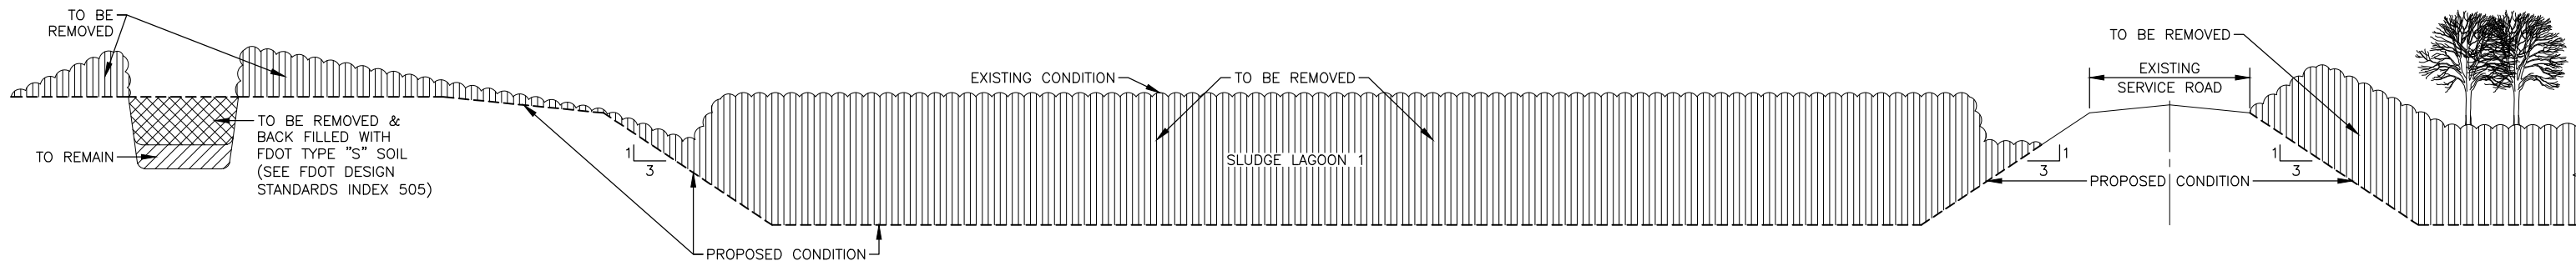 TO BE
REMOVED
TO BE REMOVED &
BACK FILLED WITH
FDOT TYPE "S" SOIL
(SEE FDOT DESIGN
STANDARDS INDEX 505)
TO REMAIN
1
3
PROPOSED CONDITION
EXISTING CONDITION
TO BE REMOVED
SLUDGE LAGOON 1
EXISTING
SERVICE ROAD
1
3
PROPOSED CONDITION
TO BE REMOVED
1
3